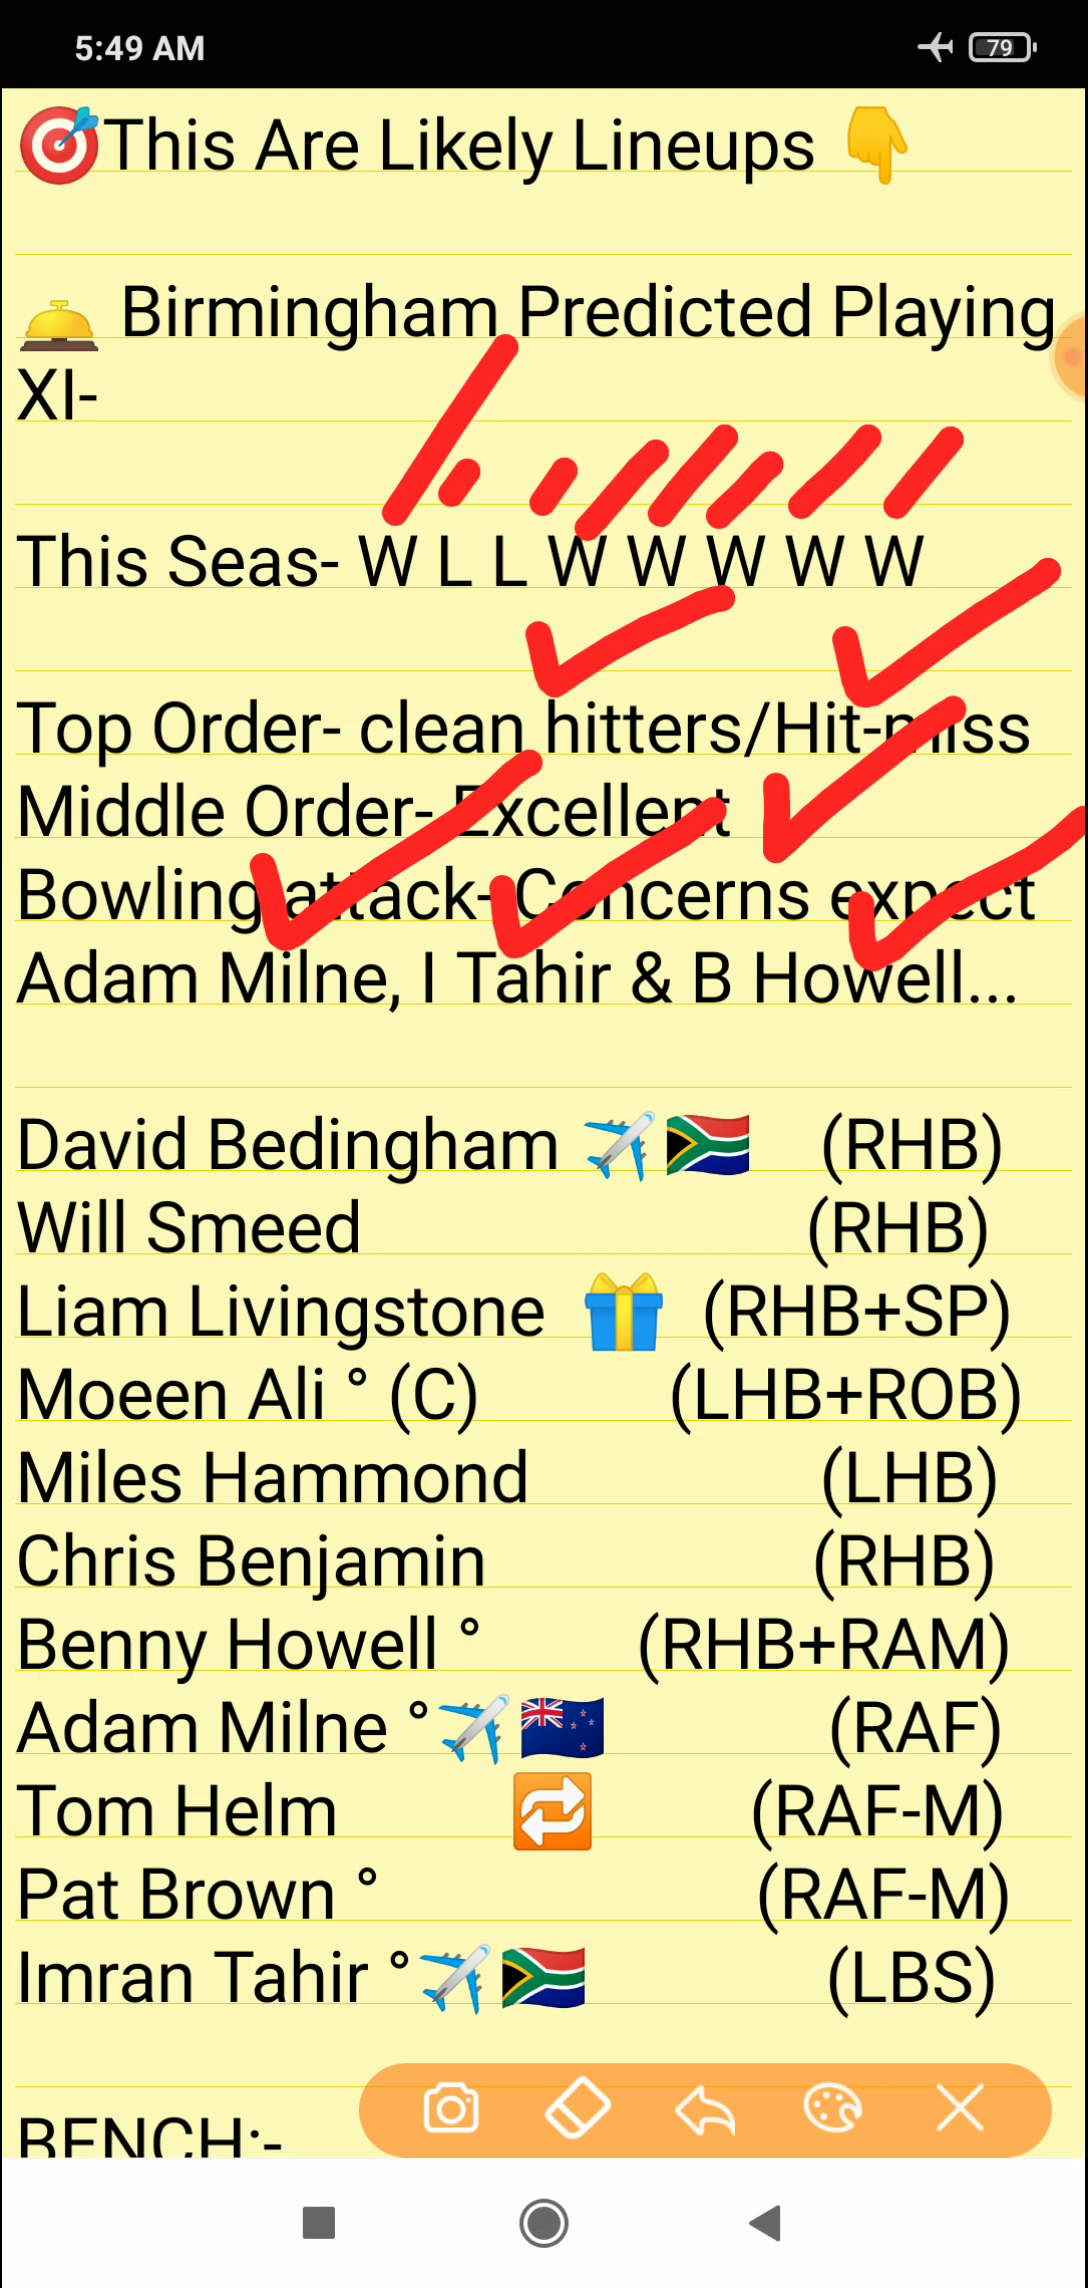 5:49 AM
79
🎯This Are Likely Lineups 👇
🛎️ Birmingham Predicted Playing
XI-
This Seas- W L L W W W W W
Top Order- clean hitters/Hit-miss
Middle Order- Excellent
Bowling attack- Concerns expect
Adam Milne, I Tahir & B Howell...
David Bedingham ✈️🇿🇦 (RHB)
Will Smeed (RHB)
Liam Livingstone 🎁 (RHB+SP)
Moeen Ali ° (C) (LHB+ROB)
Miles Hammond (LHB)
Chris Benjamin (RHB)
Benny Howell ° (RHB+RAM)
Adam Milne °✈️🇳🇿 (RAF)
Tom Helm 🔁 (RAF-M)
Pat Brown ° (RAF-M)
Imran Tahir °✈️🇿🇦 (LBS)
BENCH:-